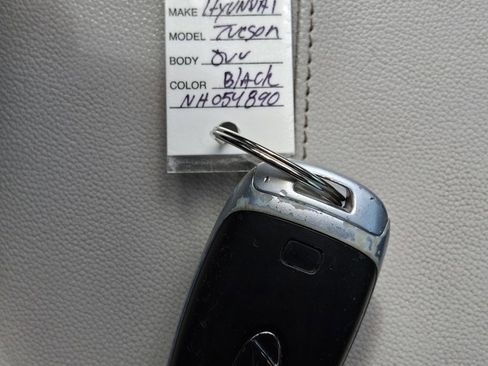 MAKE HYUNDAI
MODEL Tucson
BODY SUV
COLOR Black
NH054890